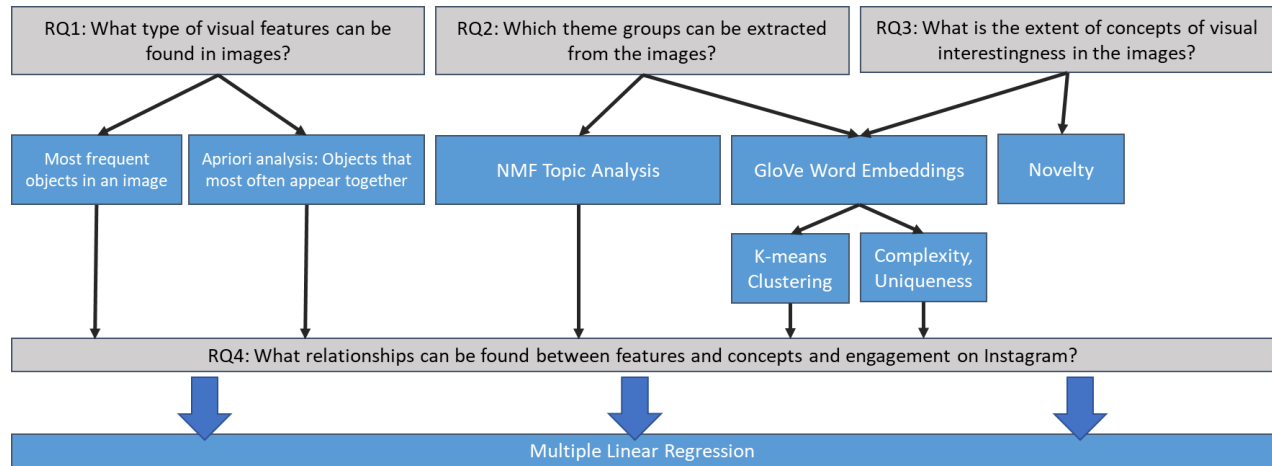 RQ1: What type of visual features can be
found in images?
RQ2: Which theme groups can be extracted
from the images?
RQ3: What is the extent of concepts of visual
interestingness in the images?
Most frequent
objects in an image
Apriori analysis: Objects that
most often appear together
NMF Topic Analysis
GloVe Word Embeddings
Novelty
K-means
Clustering
Complexity,
Uniqueness
RQ4: What relationships can be found between features and concepts and engagement on Instagram?
Multiple Linear Regression